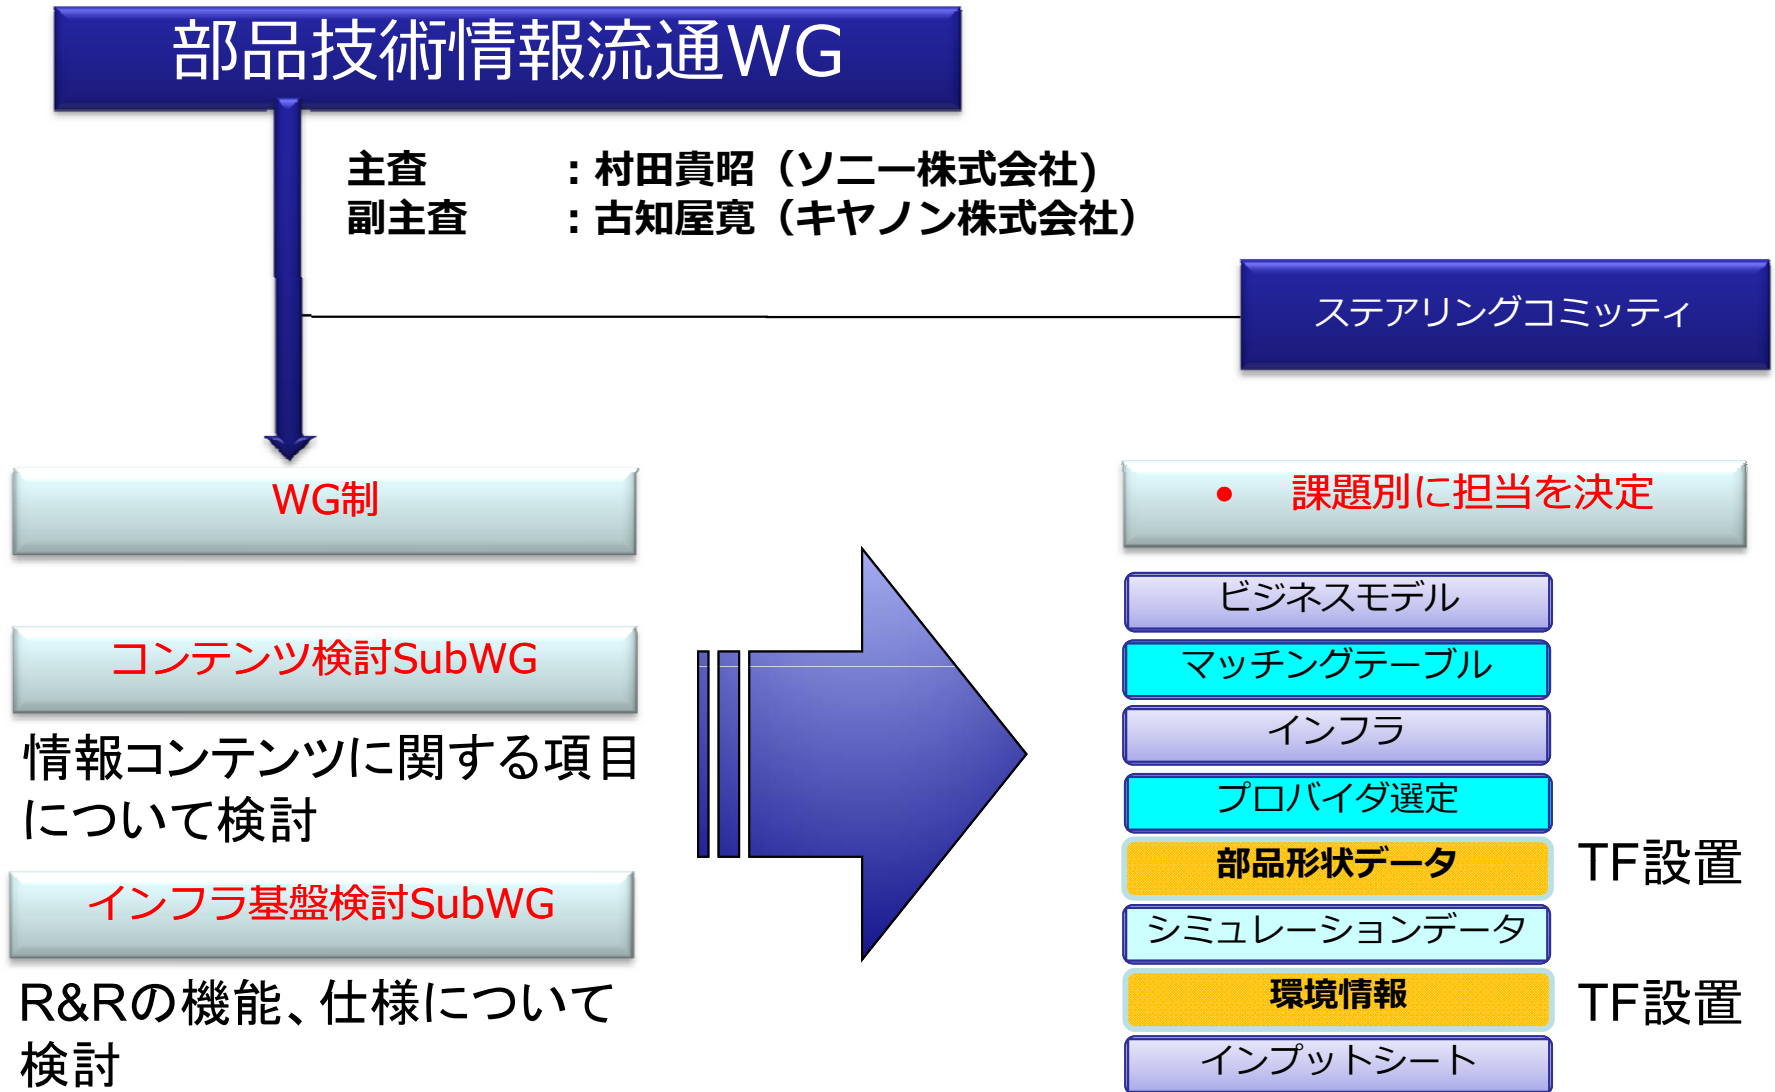 部品技術情報流通WG
主査　　　：村田貴昭（ソニー株式会社)
副主査　　：古知屋寛（キヤノン株式会社）
ステアリングコミッティ
WG制
コンテンツ検討SubWG
情報コンテンツに関する項目
について検討
インフラ基盤検討SubWG
R&Rの機能、仕様について
検討
• 課題別に担当を決定
ビジネスモデル
マッチングテーブル
インフラ
プロバイダ選定
部品形状データ　TF設置
シミュレーションデータ
環境情報　TF設置
インプットシート